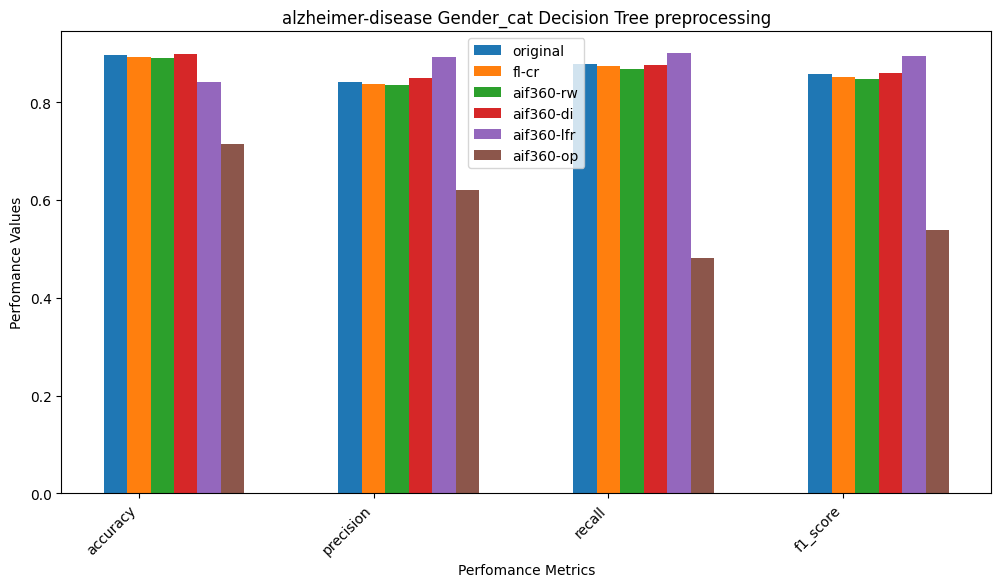 alzheimer-disease Gender_cat Decision Tree preprocessing
original
fl-cr
aif360-rw
aif360-di
aif360-lfr
aif360-op
Perfomance Values
0.8
0.6
0.4
0.2
0.0
accuracy
precision
recall
f1_score
Perfomance Metrics